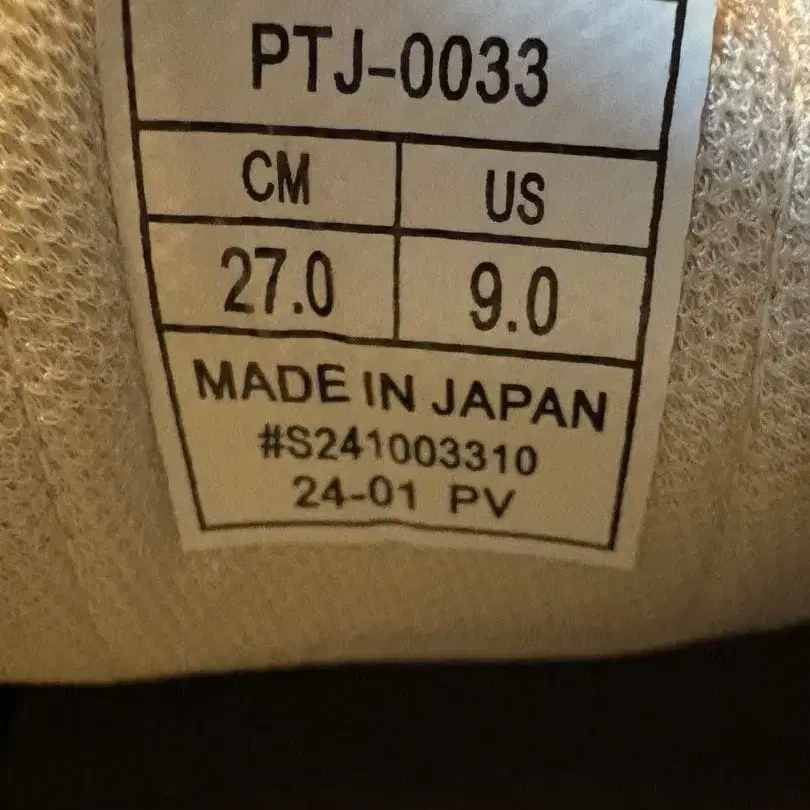 PTJ-0033
CM US
27.0 9.0
MADE IN JAPAN
#S241003310
24-01 PV